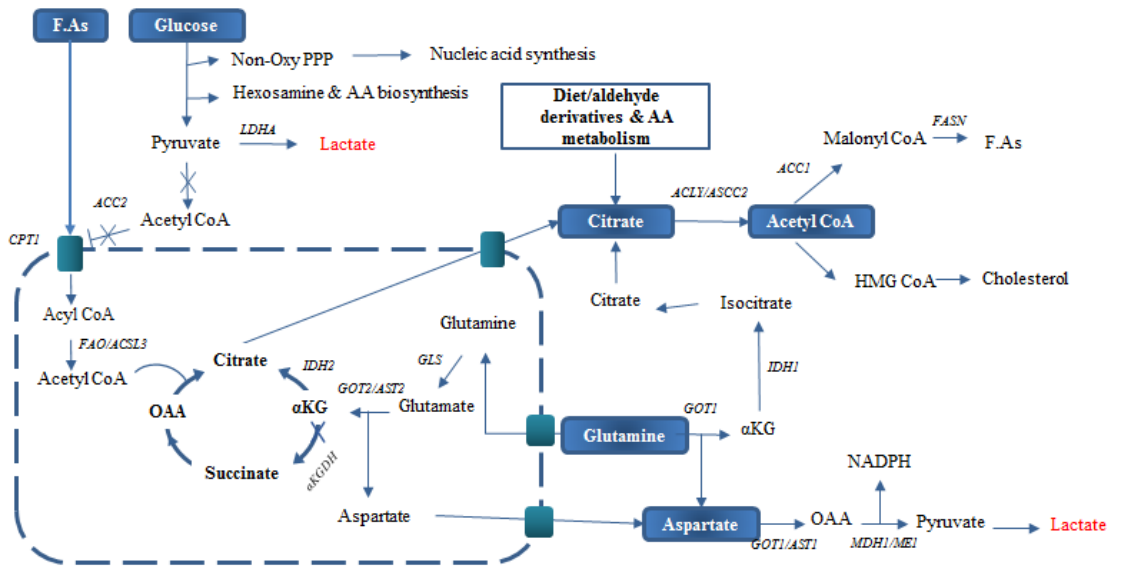 F.As
Glucose
Non-Oxy PPP
Nucleic acid synthesis
Hexosamine & AA biosynthesis
Diet/aldehyde
derivatives & AA
metabolism
LDHA
Pyruvate
Lactate
Malonyl CoA
FASN
F.As
ACC1
ACC2
Acetyl CoA
ACLY/ASCC2
Citrate
Acetyl CoA
CPT1
HMG CoA
Cholesterol
Citrate
Isocitrate
Acyl CoA
Glutamine
FAO/ACSL3
Citrate
IDH2
GLS
IDH1
Acetyl CoA
GOT2/AST2
OAA
αKG
Glutamate
GOT1
Glutamine
αKG
Succinate
αKGDH
NADPH
Aspartate
Aspartate
OAA
Pyruvate
Lactate
GOT1/AST1
MDH1/ME1